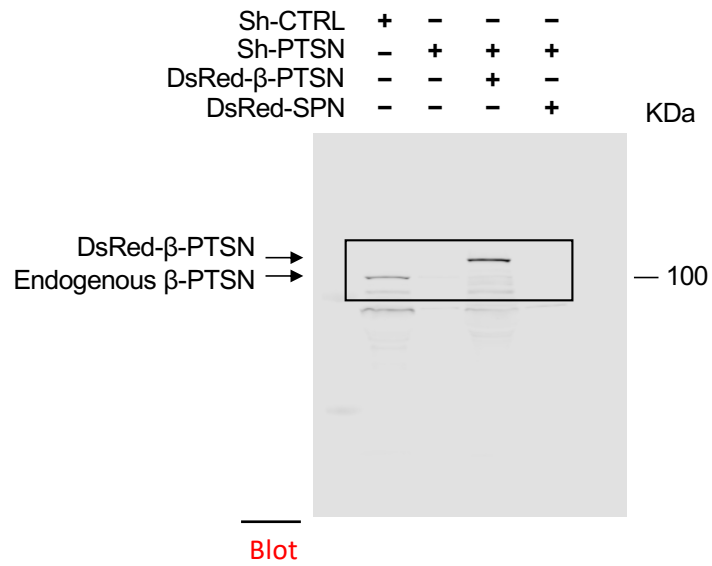 Sh-CTRL + – – –
Sh-PTSN – + + +
DsRed-β-PTSN – – + –
DsRed-SPN – – – +
KDa
DsRed-β-PTSN
Endogenous β-PTSN
— 100
Blot